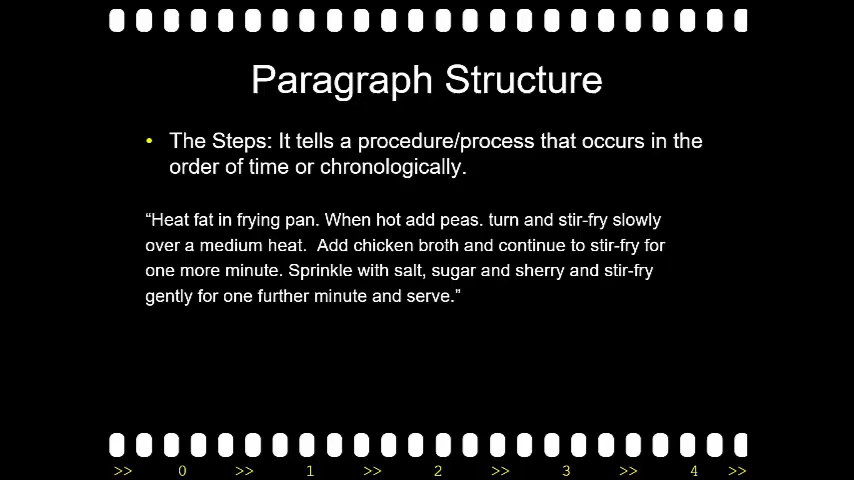 Paragraph Structure
• The Steps: It tells a procedure/process that occurs in the
order of time or chronologically.
“Heat fat in frying pan. When hot add peas. turn and stir-fry slowly
over a medium heat.  Add chicken broth and continue to stir-fry for
one more minute. Sprinkle with salt, sugar and sherry and stir-fry
gently for one further minute and serve.”
>> 0 >> 1 >> 2 >> 3 >> 4 >>